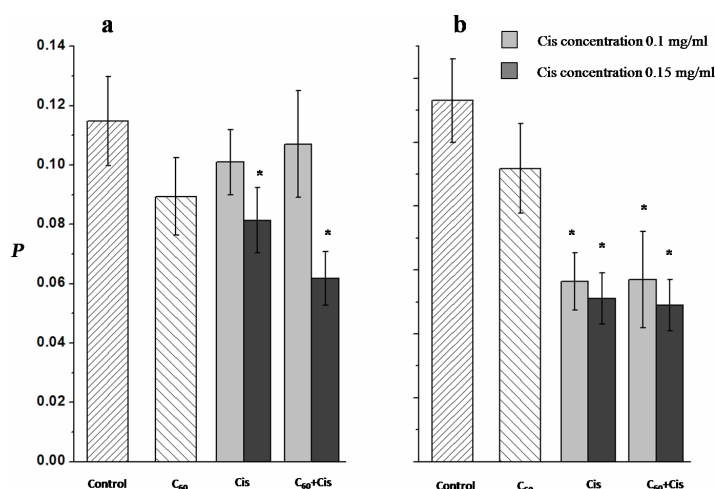 a
b
Cis concentration 0.1 mg/ml
Cis concentration 0.15 mg/ml
0.14
0.12
0.10
0.08
0.06
0.04
0.02
0.00
P
*
*
*
*
*
*
Control
C₆₀
Cis
C₆₀+Cis
Control
C₆₀
Cis
C₆₀+Cis